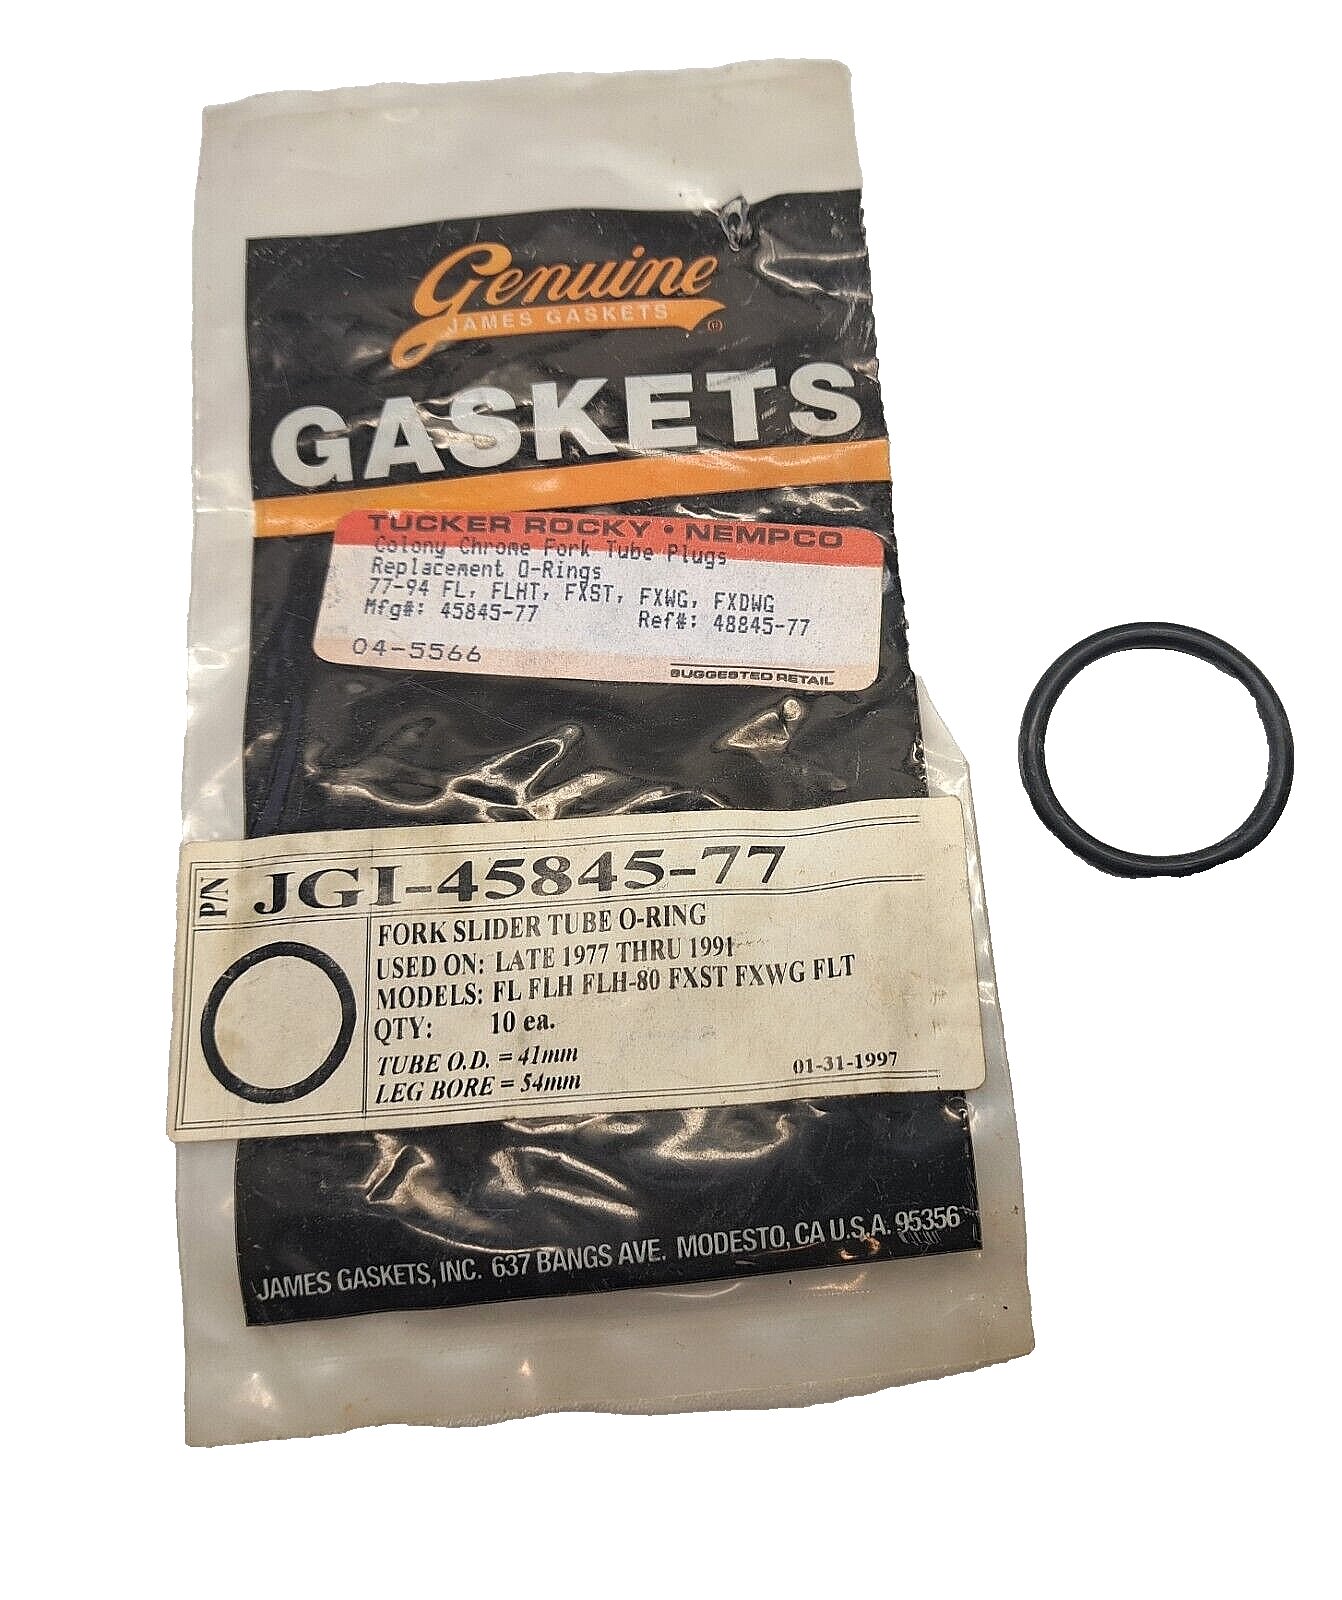 Genuine
JAMES GASKETS
GASKETS
TUCKER ROCKY • NEMPCO
Colony Chrome Fork Tube Plugs
Replacement O-Rings
77-94 FL, FLHT, FXST, FXWG, FXDWG
Mfg#: 45845-77 Ref#: 48845-77
04-5566
SUGGESTED RETAIL
P/N JGI-45845-77
FORK SLIDER TUBE O-RING
USED ON: LATE 1977 THRU 1991
MODELS: FL FLH FLH-80 FXST FXWG FLT
QTY: 10 ea.
TUBE O.D. = 41mm
LEG BORE = 54mm
01-31-1997
JAMES GASKETS, INC. 637 BANGS AVE. MODESTO, CA U.S.A. 95356